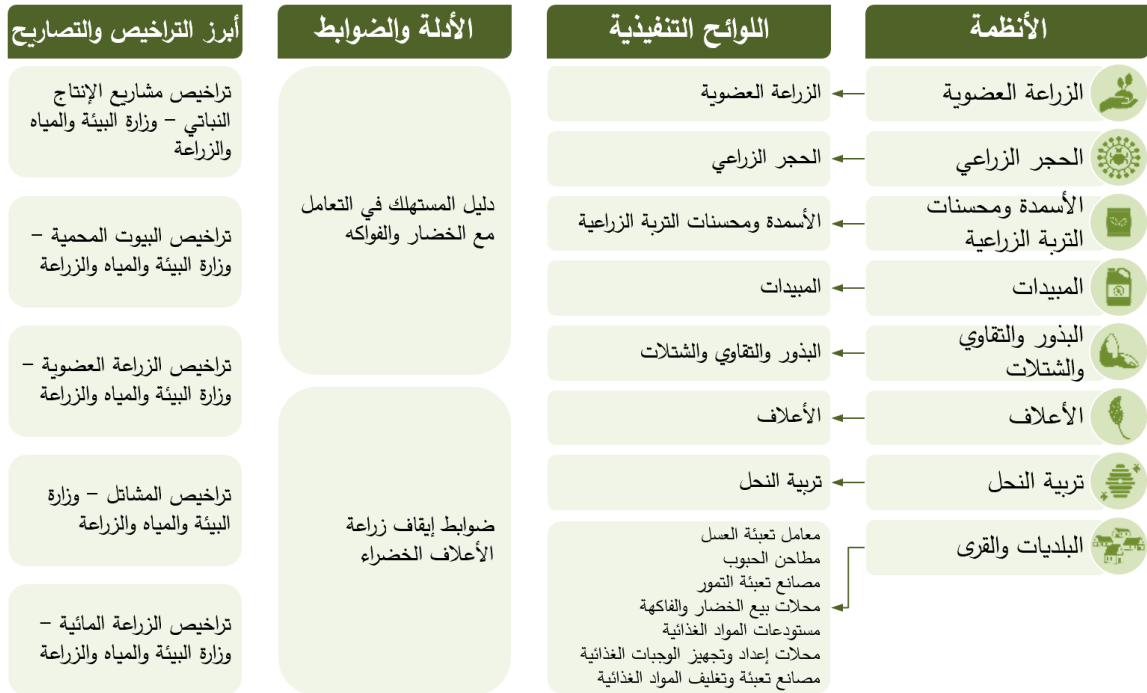 الأنظمة
اللوائح التنفيذية
الأدلة والضوابط
أبرز التراخيص والتصاريح
الزراعة العضوية
الحجر الزراعي
الأسمدة ومحسنات
التربة الزراعية
المبيدات
البذور والتقاوي
والشتلات
الأعلاف
تربية النحل
البلديات والقرى
الزراعة العضوية
الحجر الزراعي
الأسمدة ومحسنات التربة الزراعية
المبيدات
البذور والتقاوي والشتلات
الأعلاف
تربية النحل
معامل تعبئة العسل
مطاحن الحبوب
مصانع تعبئة التمور
محلات بيع الخضار والفاكهة
مستودعات المواد الغذائية
محلات إعداد وتجهيز الوجبات الغذائية
مصانع تعبئة وتغليف المواد الغذائية
دليل المستهلك في التعامل
مع الخضار والفواكه
ضوابط إيقاف زراعة
الأعلاف الخضراء
تراخيص مشاريع الإنتاج
النباتي – وزارة البيئة والمياه
والزراعة
تراخيص البيوت المحمية –
وزارة البيئة والمياه والزراعة
تراخيص الزراعة العضوية –
وزارة البيئة والمياه والزراعة
تراخيص المشاتل – وزارة
البيئة والمياه والزراعة
تراخيص الزراعة المائية –
وزارة البيئة والمياه والزراعة